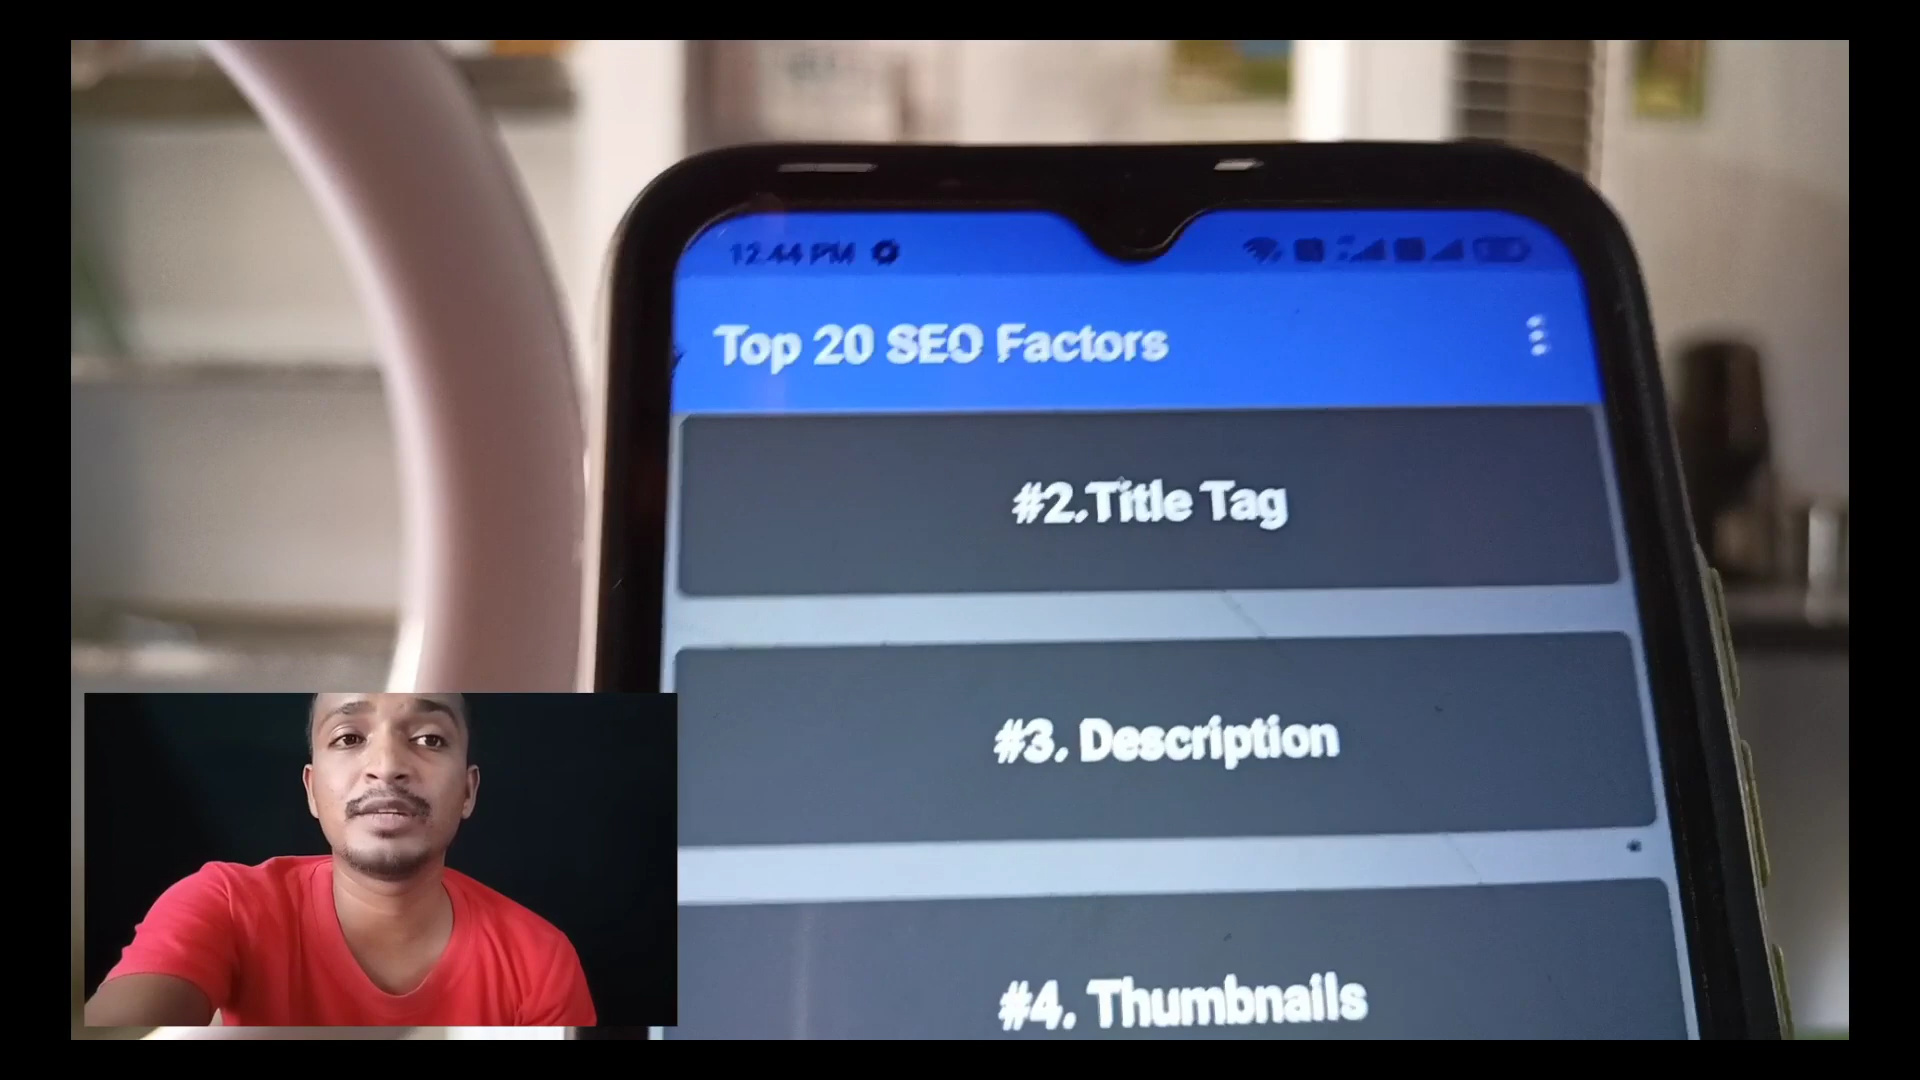 12.44 PM
Top 20 SEO Factors
#2.Title Tag
#3. Description
#4. Thumbnails